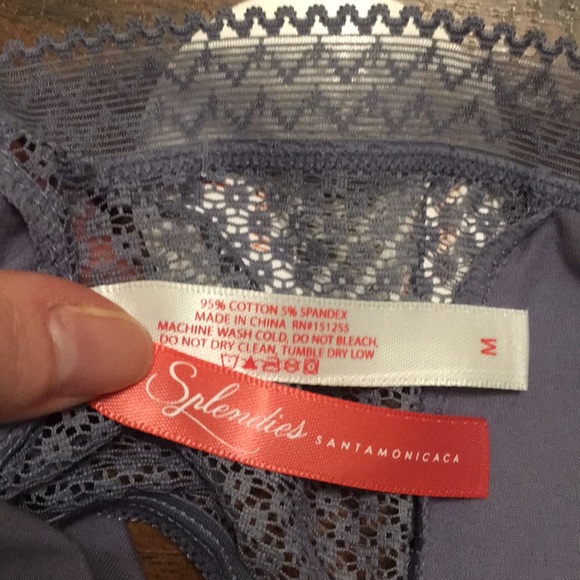 95% COTTON 5% SPANDEX
MADE IN CHINA RN#151255
MACHINE WASH COLD, DO NOT BLEACH,
DO NOT DRY CLEAN, TUMBLE DRY LOW
M
Splendies SANTAMONICACA